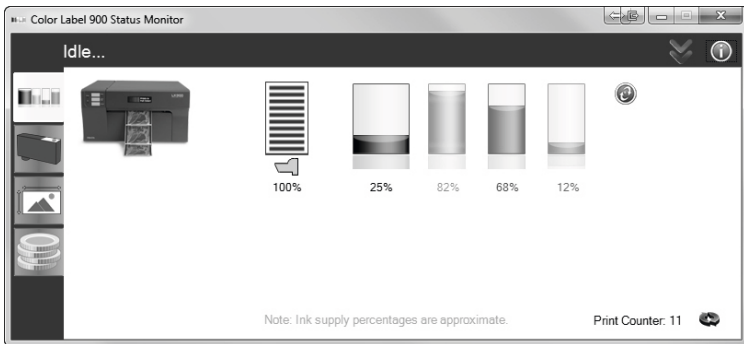 Color Label 900 Status Monitor
Idle...
100%
25%
82%
68%
12%
Note: Ink supply percentages are approximate.
Print Counter: 11